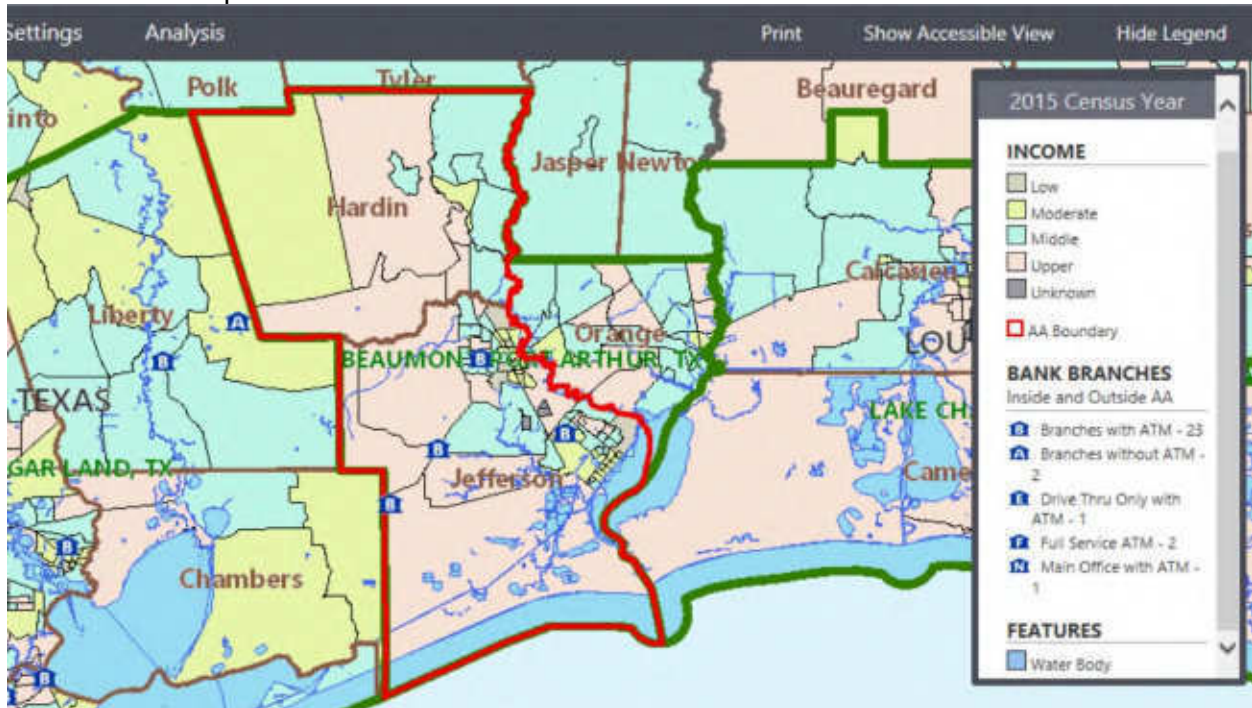 Settings
Analysis
Print
Show Accessible View
Hide Legend
Polk
Tyler
Beauregard
into
Jasper
Newton
Hardin
Liberty
Orange
Calcasieu
BEAUMONT-PORT ARTHUR, TX
LOU
TEXAS
LAKE CH
GAR LAND, TX
Jefferson
Came
Chambers
2015 Census Year
INCOME
Low
Moderate
Middle
Upper
Unknown
AA Boundary
BANK BRANCHES
Inside and Outside AA
B Branches with ATM - 23
A Branches without ATM -
2
E Drive Thru Only with
ATM - 1
F Full Service ATM - 2
N Main Office with ATM -
1
FEATURES
Water Body
A
B
B
B
B
B
B
B
B